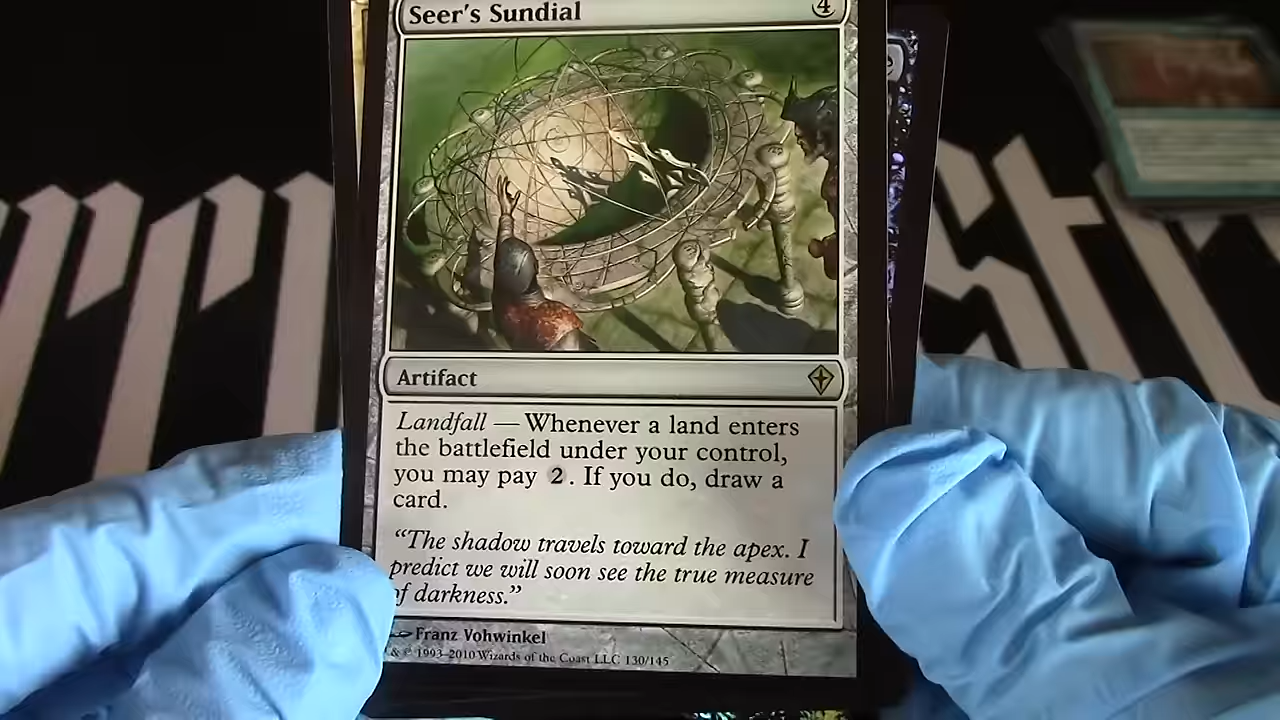 Seer's Sundial 4
Artifact
Landfall — Whenever a land enters
the battlefield under your control,
you may pay 2. If you do, draw a
card.
“The shadow travels toward the apex. I
predict we will soon see the true measure
of darkness.”
Franz Vohwinkel
& © 1993–2010 Wizards of the Coast LLC 130/145